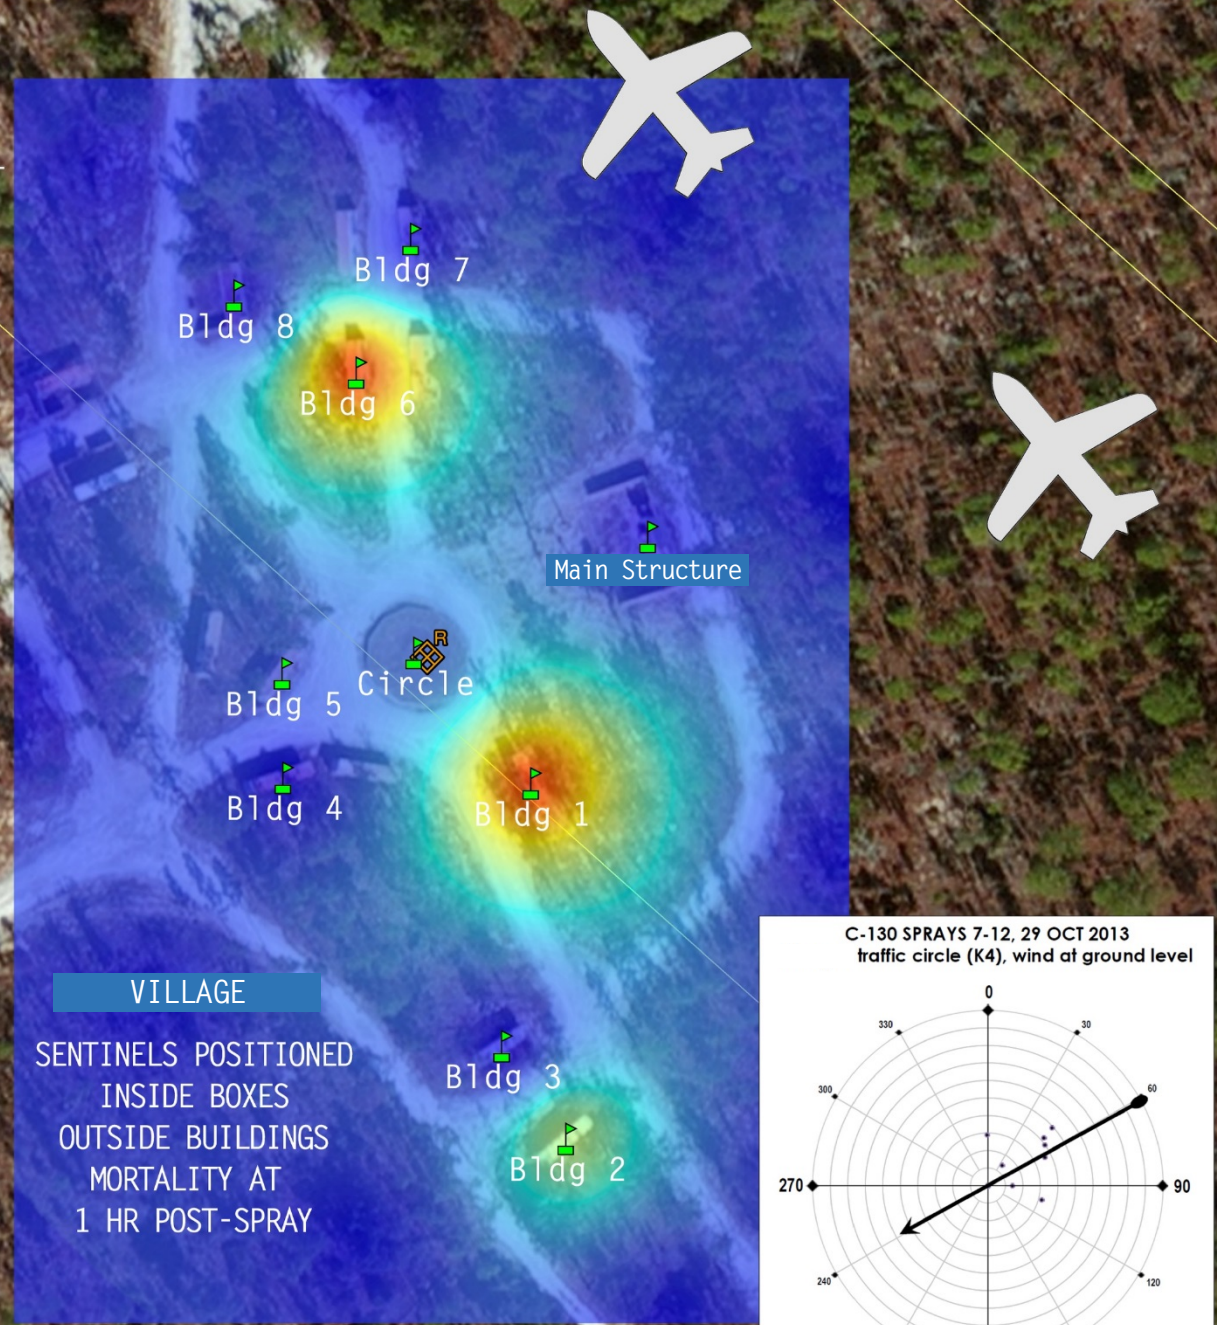 Bldg 7
Bldg 8
Bldg 6
Main Structure
R
Circle
Bldg 5
Bldg 4
Bldg 1
Bldg 3
Bldg 2
VILLAGE
SENTINELS POSITIONED
INSIDE BOXES
OUTSIDE BUILDINGS
MORTALITY AT
1 HR POST-SPRAY
C-130 SPRAYS 7-12, 29 OCT 2013
traffic circle (K4), wind at ground level
0
330
30
300
60
270
90
240
120